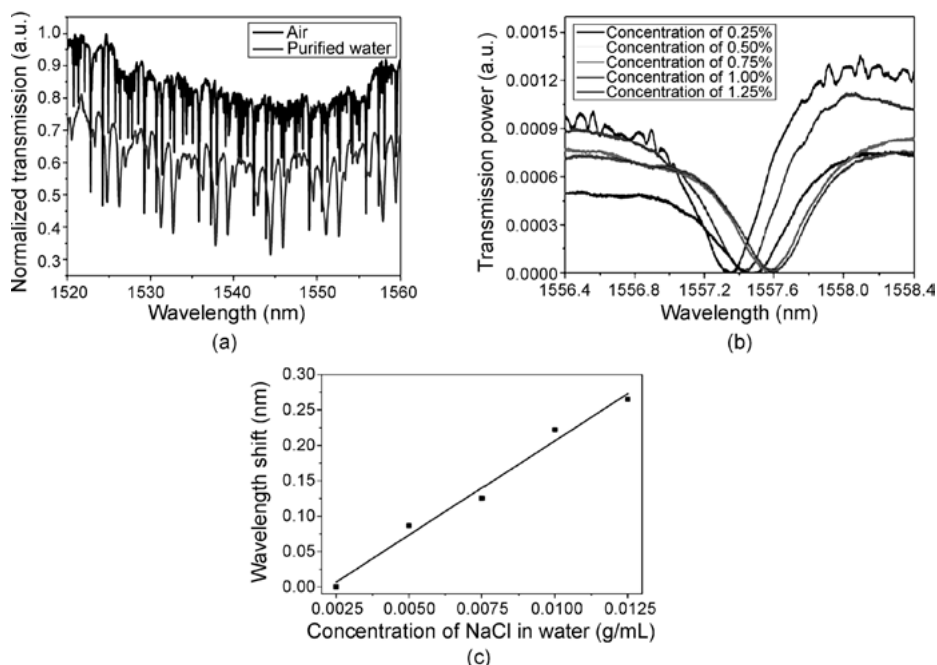 Normalized transmission (a.u.)
1.0
0.9
0.8
0.7
0.6
0.5
0.4
0.3
Air
Purified water
1520 1530 1540 1550 1560
Wavelength (nm)
(a)
Transmission power (a.u.)
0.0015
0.0012
0.0009
0.0006
0.0003
0.0000
Concentration of 0.25%
Concentration of 0.50%
Concentration of 0.75%
Concentration of 1.00%
Concentration of 1.25%
1556.4 1556.8 1557.2 1557.6 1558.0 1558.4
Wavelength (nm)
(b)
Wavelength shift (nm)
0.30
0.25
0.20
0.15
0.10
0.05
0.00
0.0025 0.0050 0.0075 0.0100 0.0125
Concentration of NaCl in water (g/mL)
(c)